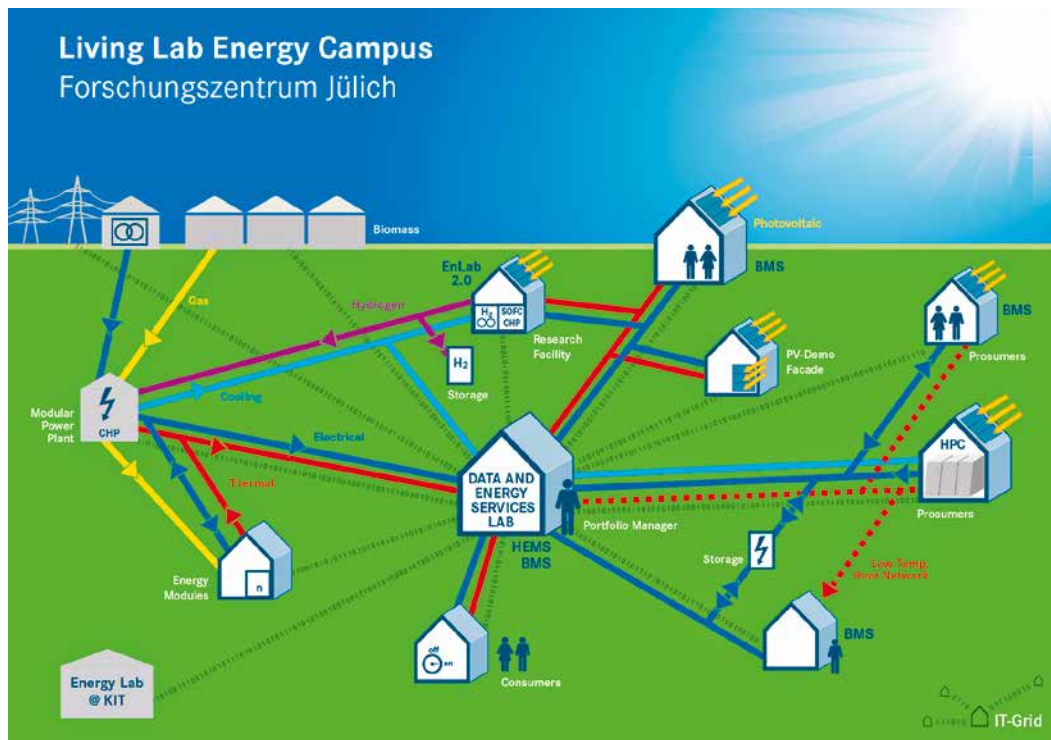 Living Lab Energy Campus
Forschungszentrum Jülich
Biomass
Photovoltaic
BMS
EnLab
2.0
Gas
Hydrogen
H2
SOFC
CHP
Research
Facility
H2
Storage
PV-Demo
Facade
BMS
Prosumers
Cooling
Modular
Power
Plant
CHP
Electrical
Thermal
DATA AND
ENERGY
SERVICES
LAB
HPC
Prosumers
Portfolio Manager
HEMS
BMS
Storage
Low Temp.
Heat Network
Energy
Modules
n
off
on
Consumers
BMS
Energy Lab
@ KIT
IT-Grid